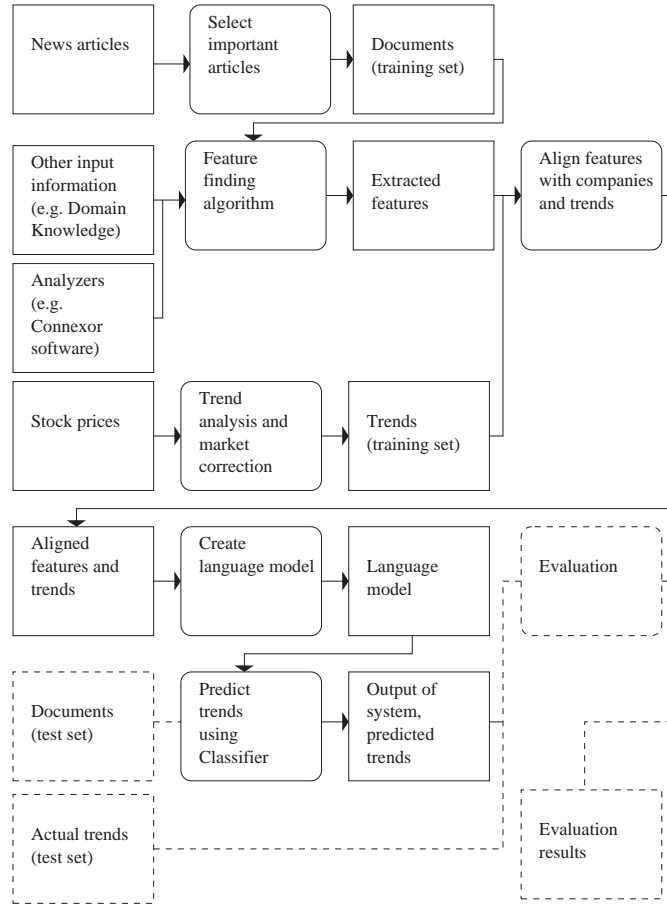 News articles
Select
important
articles
Documents
(training set)
Other input
information
(e.g. Domain
Knowledge)
Feature
finding
algorithm
Extracted
features
Align features
with companies
and trends
Analyzers
(e.g.
Connexor
software)
Stock prices
Trend
analysis and
market
correction
Trends
(training set)
Aligned
features and
trends
Create
language model
Language
model
Evaluation
Documents
(test set)
Predict
trends
using
Classifier
Output of
system,
predicted
trends
Actual trends
(test set)
Evaluation
results